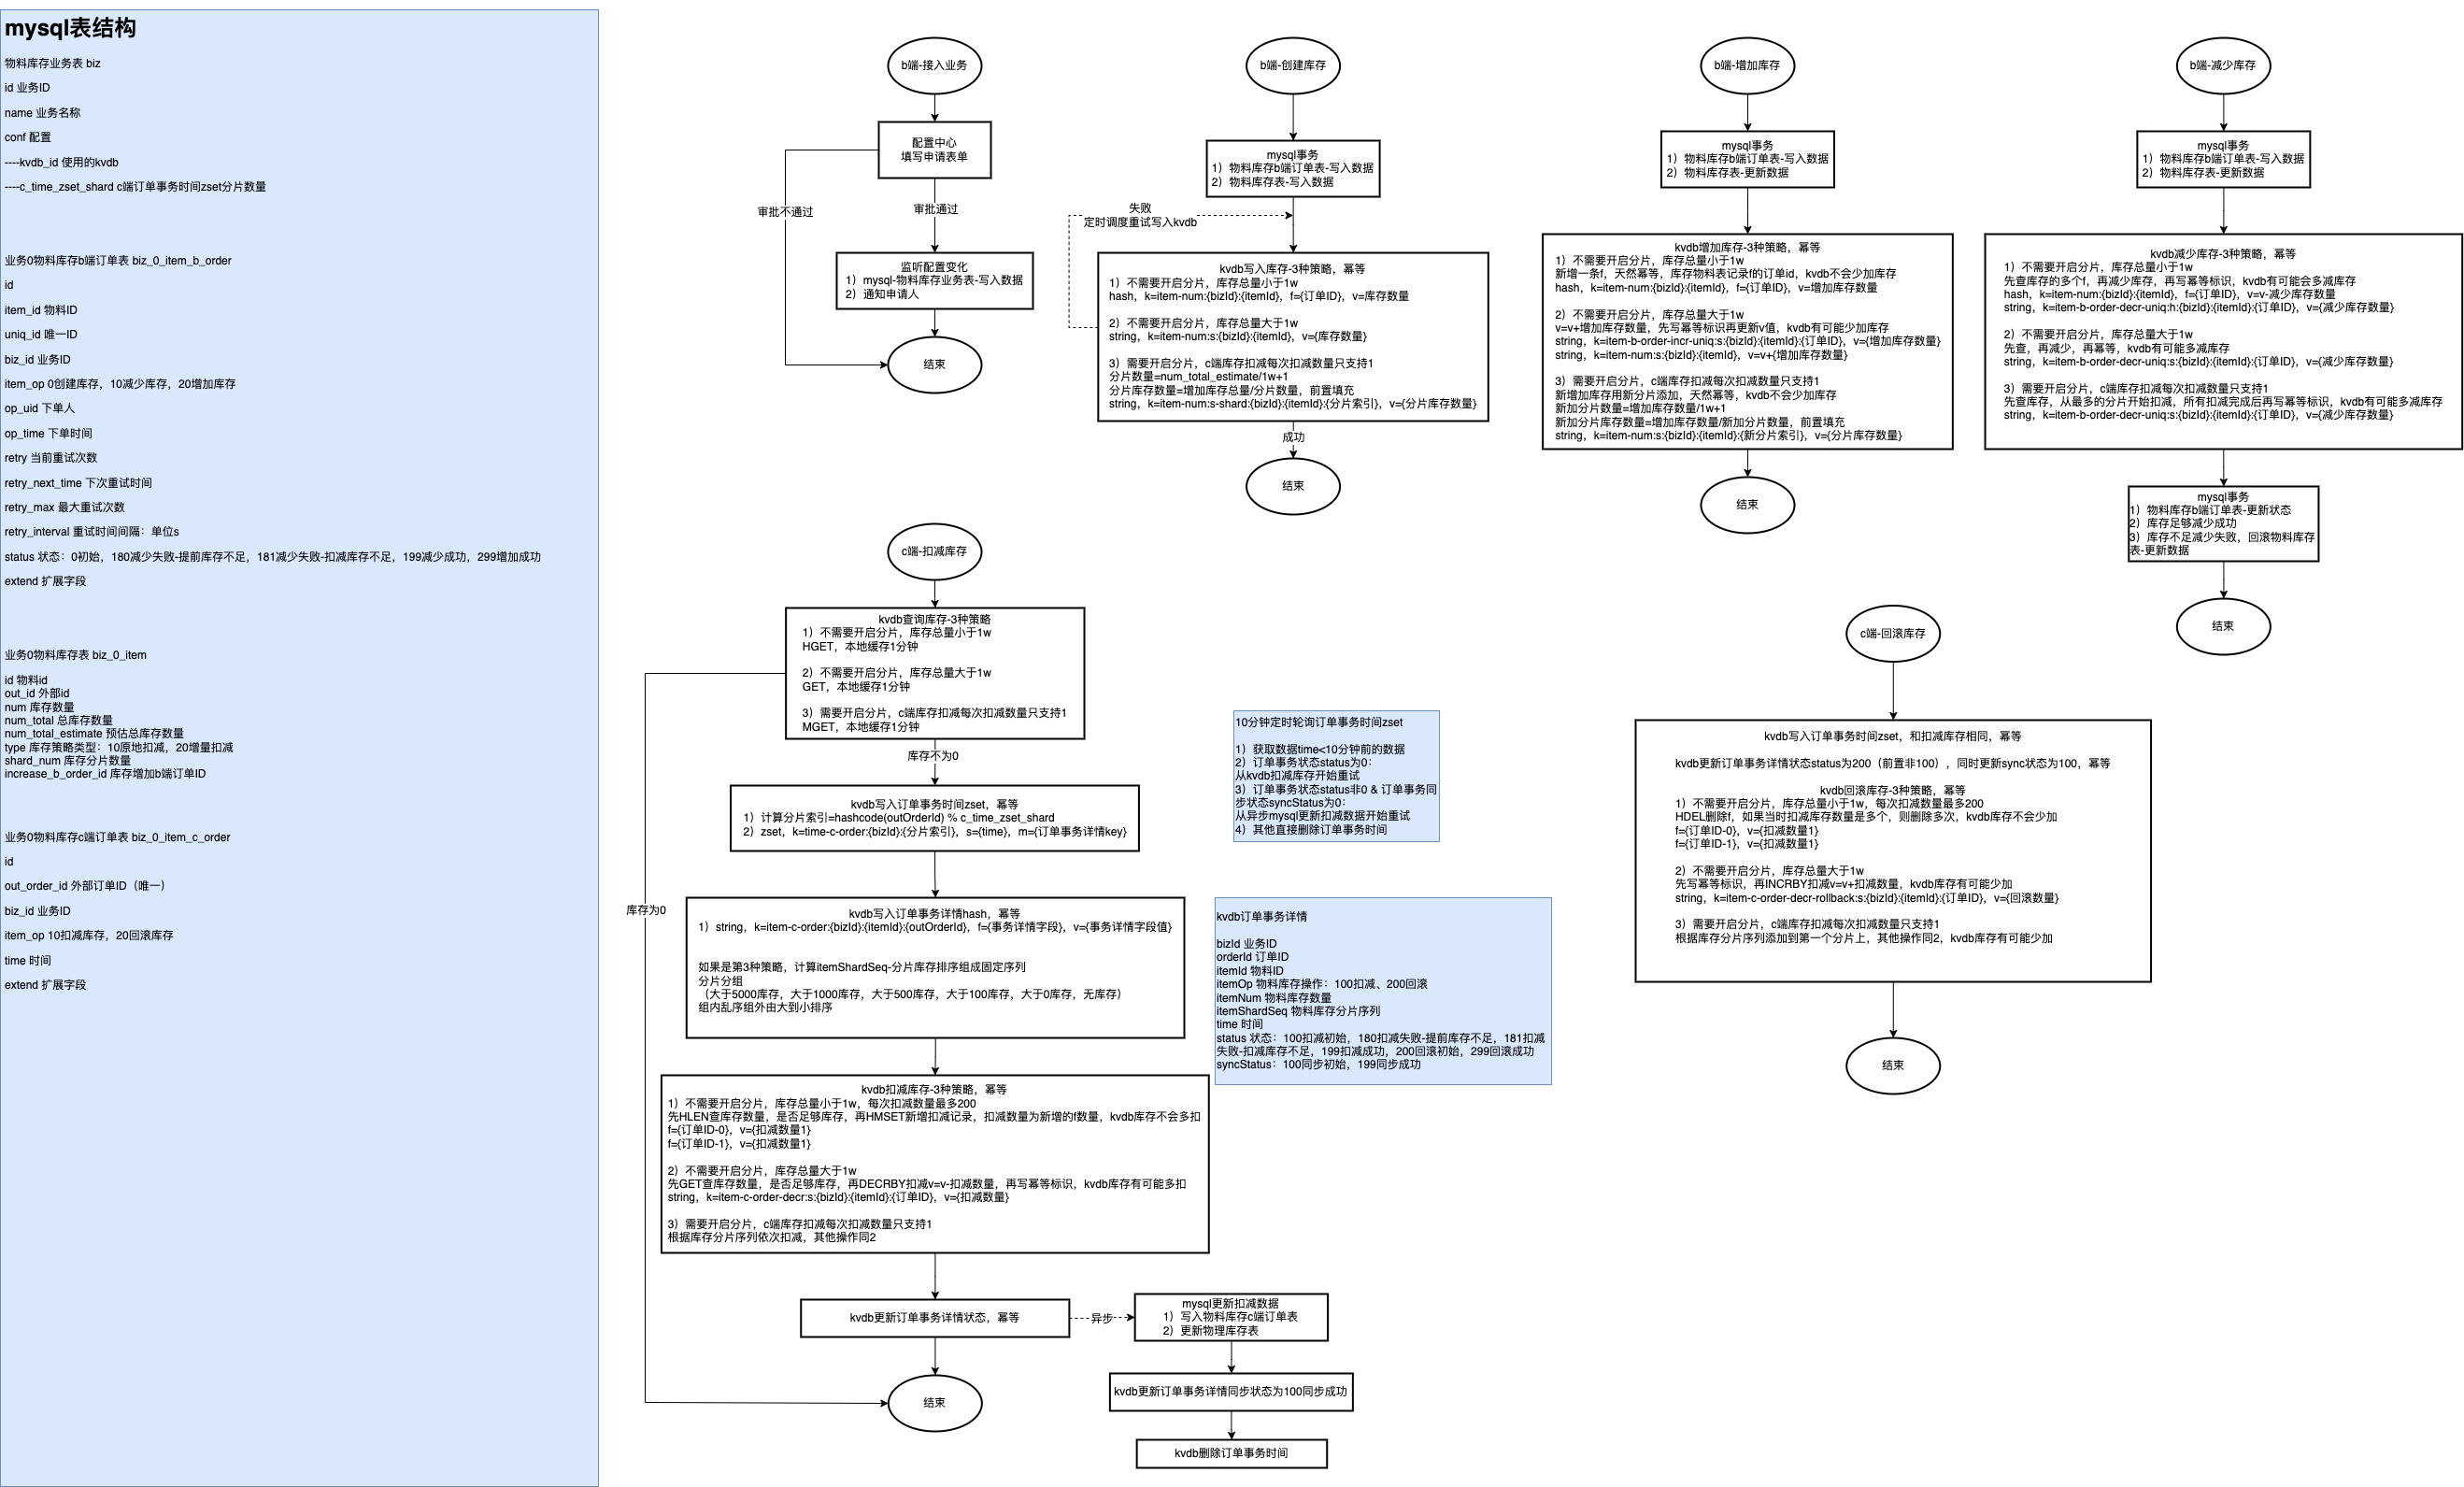 mysql表结构
物料库存业务表 biz
id 业务ID
name 业务名称
conf 配置
----kvdb_id 使用的kvdb
----c_time_zset_shard c端订单事务时间zset分片数量
业务0物料库存b端订单表 biz_0_item_b_order
id
item_id 物料ID
uniq_id 唯一ID
biz_id 业务ID
item_op 0创建库存，10减少库存，20增加库存
op_uid 下单人
op_time 下单时间
retry 当前重试次数
retry_next_time 下次重试时间
retry_max 最大重试次数
retry_interval 重试时间间隔：单位s
status 状态：0初始，180减少失败-提前库存不足，181减少失败-扣减库存不足，199减少成功，299增加成功
extend 扩展字段
业务0物料库存表 biz_0_item
id 物料id
out_id 外部id
num 库存数量
num_total 总库存数量
num_total_estimate 预估总库存数量
type 库存策略类型：10原地扣减，20增量扣减
shard_num 库存分片数量
increase_b_order_id 库存增加b端订单ID
业务0物料库存c端订单表 biz_0_item_c_order
id
out_order_id 外部订单ID（唯一）
biz_id 业务ID
item_op 10扣减库存，20回滚库存
time 时间
extend 扩展字段
b端-接入业务
配置中心
填写申请表单
审批不通过
审批通过
监听配置变化
1）mysql-物料库存业务表-写入数据
2）通知申请人
结束
b端-创建库存
mysql事务
1）物料库存b端订单表-写入数据
2）物料库存表-写入数据
失败
定时调度重试写入kvdb
kvdb写入库存-3种策略，幂等
1）不需要开启分片，库存总量小于1w
hash，k=item-num:{bizId}:{itemId}，f={订单ID}，v=库存数量
2）不需要开启分片，库存总量大于1w
string，k=item-num:s:{bizId}:{itemId}，v={库存数量}
3）需要开启分片，c端库存扣减每次扣减数量只支持1
分片数量=num_total_estimate/1w+1
分片库存数量=增加库存总量/分片数量，前置填充
string，k=item-num:s-shard:{bizId}:{itemId}:{分片索引}，v={分片库存数量}
成功
结束
b端-增加库存
mysql事务
1）物料库存b端订单表-写入数据
2）物料库存表-更新数据
kvdb增加库存-3种策略，幂等
1）不需要开启分片，库存总量小于1w
新增一条f，天然幂等，库存物料表记录f的订单id，kvdb不会少加库存
hash，k=item-num:{bizId}:{itemId}，f={订单ID}，v=增加库存数量
2）不需要开启分片，库存总量大于1w
v=v+增加库存数量，先写幂等标识再更新v值，kvdb有可能少加库存
string，k=item-b-order-incr-uniq:s:{bizId}:{itemId}:{订单ID}，v={增加库存数量}
string，k=item-num:s:{bizId}:{itemId}，v=v+{增加库存数量}
3）需要开启分片，c端库存扣减每次扣减数量只支持1
新增加库存用新分片添加，天然幂等，kvdb不会少加库存
新加分片数量=增加库存数量/1w+1
新加分片库存数量=增加库存数量/新加分片数量，前置填充
string，k=item-num:s:{bizId}:{itemId}:{新分片索引}，v={分片库存数量}
结束
b端-减少库存
mysql事务
1）物料库存b端订单表-写入数据
2）物料库存表-更新数据
kvdb减少库存-3种策略，幂等
1）不需要开启分片，库存总量小于1w
先查库存的多个f，再减少库存，再写幂等标识，kvdb有可能会多减库存
hash，k=item-num:{bizId}:{itemId}，f={订单ID}，v=v-减少库存数量
string，k=item-b-order-decr-uniq:h:{bizId}:{itemId}:{订单ID}，v={减少库存数量}
2）不需要开启分片，库存总量大于1w
先查，再减少，再幂等，kvdb有可能多减库存
string，k=item-b-order-decr-uniq:s:{bizId}:{itemId}:{订单ID}，v={减少库存数量}
3）需要开启分片，c端库存扣减每次扣减数量只支持1
先查库存，从最多的分片开始扣减，所有扣减完成后再写幂等标识，kvdb有可能多减库存
string，k=item-b-order-decr-uniq:s:{bizId}:{itemId}:{订单ID}，v={减少库存数量}
mysql事务
1）物料库存b端订单表-更新状态
2）库存足够减少成功
3）库存不足减少失败，回滚物料库存
表-更新数据
结束
c端-扣减库存
kvdb查询库存-3种策略
1）不需要开启分片，库存总量小于1w
HGET，本地缓存1分钟
2）不需要开启分片，库存总量大于1w
GET，本地缓存1分钟
3）需要开启分片，c端库存扣减每次扣减数量只支持1
MGET，本地缓存1分钟
库存不为0
库存为0
kvdb写入订单事务时间zset，幂等
1）计算分片索引=hashcode(outOrderId) % c_time_zset_shard
2）zset，k=time-c-order:{bizId}:{分片索引}，s={time}，m={订单事务详情key}
kvdb写入订单事务详情hash，幂等
1）string，k=item-c-order:{bizId}:{itemId}:{outOrderId}，f={事务详情字段}，v={事务详情字段值}
如果是第3种策略，计算itemShardSeq-分片库存排序组成固定序列
分片分组
（大于5000库存，大于1000库存，大于500库存，大于100库存，大于0库存，无库存）
组内乱序组外由大到小排序
kvdb扣减库存-3种策略，幂等
1）不需要开启分片，库存总量小于1w，每次扣减数量最多200
先HLEN查库存数量，是否足够库存，再HMSET新增扣减记录，扣减数量为新增的f数量，kvdb库存不会多扣
f={订单ID-0}，v={扣减数量1}
f={订单ID-1}，v={扣减数量1}
2）不需要开启分片，库存总量大于1w
先GET查库存数量，是否足够库存，再DECRBY扣减v=v-扣减数量，再写幂等标识，kvdb库存有可能多扣
string，k=item-c-order-decr:s:{bizId}:{itemId}:{订单ID}，v={扣减数量}
3）需要开启分片，c端库存扣减每次扣减数量只支持1
根据库存分片序列依次扣减，其他操作同2
kvdb更新订单事务详情状态，幂等
异步
结束
mysql更新扣减数据
1）写入物料库存c端订单表
2）更新物理库存表
kvdb更新订单事务详情同步状态为100同步成功
kvdb删除订单事务时间
10分钟定时轮询订单事务时间zset
1）获取数据time<10分钟前的数据
2）订单事务状态status为0：
从kvdb扣减库存开始重试
3）订单事务状态status非0 & 订单事务同
步状态syncStatus为0：
从异步mysql更新扣减数据开始重试
4）其他直接删除订单事务时间
kvdb订单事务详情
bizId 业务ID
orderId 订单ID
itemId 物料ID
itemOp 物料库存操作：100扣减、200回滚
itemNum 物料库存数量
itemShardSeq 物料库存分片序列
time 时间
status 状态：100扣减初始，180扣减失败-提前库存不足，181扣减
失败-扣减库存不足，199扣减成功，200回滚初始，299回滚成功
syncStatus：100同步初始，199同步成功
c端-回滚库存
kvdb写入订单事务时间zset，和扣减库存相同，幂等
kvdb更新订单事务详情状态status为200（前置非100），同时更新sync状态为100，幂等
kvdb回滚库存-3种策略，幂等
1）不需要开启分片，库存总量小于1w，每次扣减数量最多200
HDEL删除f，如果当时扣减库存数量是多个，则删除多次，kvdb库存不会少加
f={订单ID-0}，v={扣减数量1}
f={订单ID-1}，v={扣减数量1}
2）不需要开启分片，库存总量大于1w
先写幂等标识，再INCRBY扣减v=v+扣减数量，kvdb库存有可能少加
string，k=item-c-order-decr-rollback:s:{bizId}:{itemId}:{订单ID}，v={回滚数量}
3）需要开启分片，c端库存扣减每次扣减数量只支持1
根据库存分片序列添加到第一个分片上，其他操作同2，kvdb库存有可能少加
结束